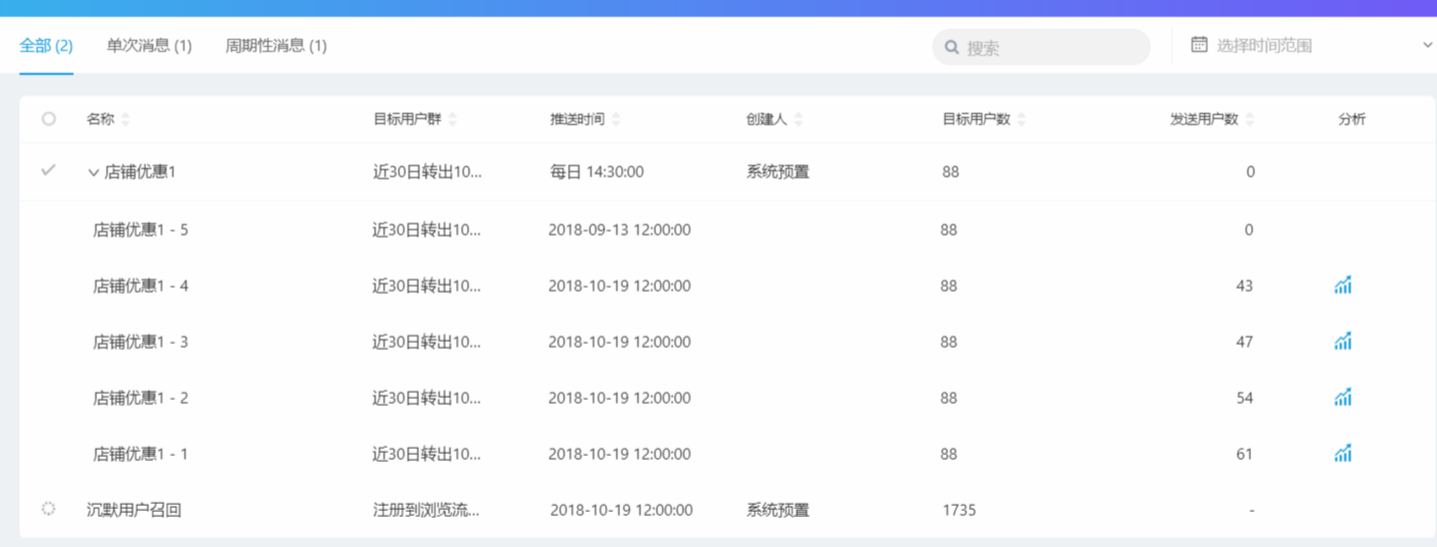 全部 (2) 单次消息 (1) 周期性消息 (1) 搜索 选择时间范围
名称 目标用户群 推送时间 创建人 目标用户数 发送用户数 分析
店铺优惠1 近30日转出10... 每日 14:30:00 系统预置 88 0
店铺优惠1 - 5 近30日转出10... 2018-09-13 12:00:00 88 0
店铺优惠1 - 4 近30日转出10... 2018-10-19 12:00:00 88 43
店铺优惠1 - 3 近30日转出10... 2018-10-19 12:00:00 88 47
店铺优惠1 - 2 近30日转出10... 2018-10-19 12:00:00 88 54
店铺优惠1 - 1 近30日转出10... 2018-10-19 12:00:00 88 61
沉默用户召回 注册到浏览流... 2018-10-19 12:00:00 系统预置 1735 -